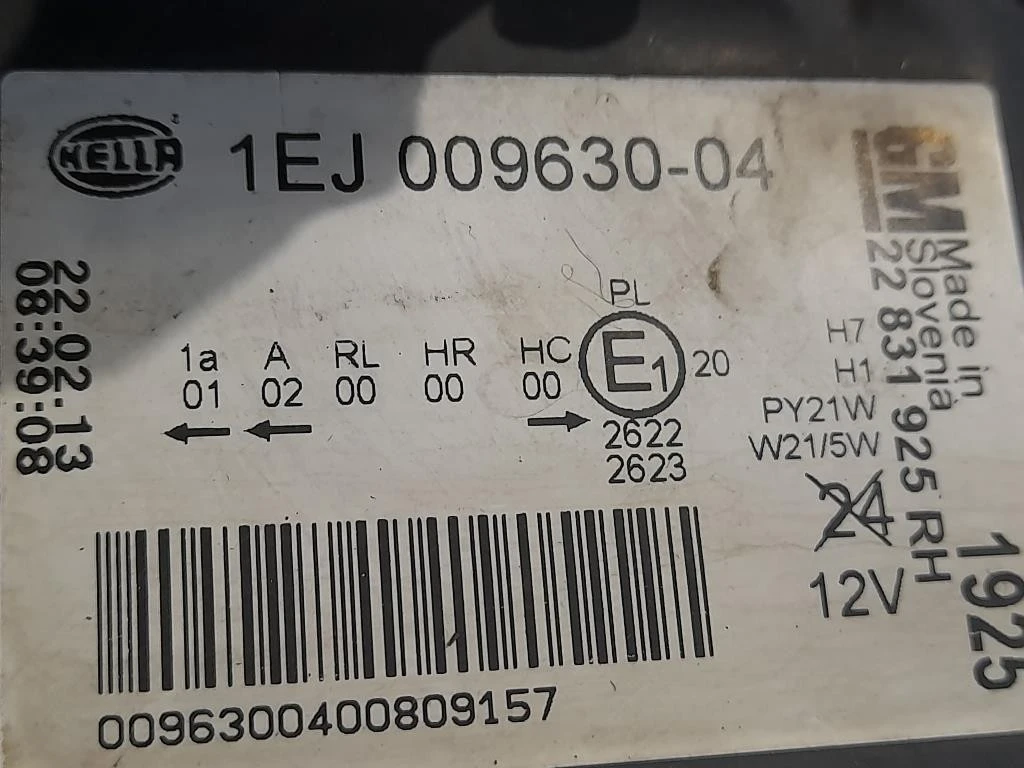 HELLA
1EJ 009630-04
GM
22 831 925 RH
Made in
Slovenia
1925
22.02.13
08:39:08
1a A RL HR HC PL
01 02 00 00 00 E1 20
2622
2623
H7
H1
PY21W
W21/5W
24
12V
0096300400809157